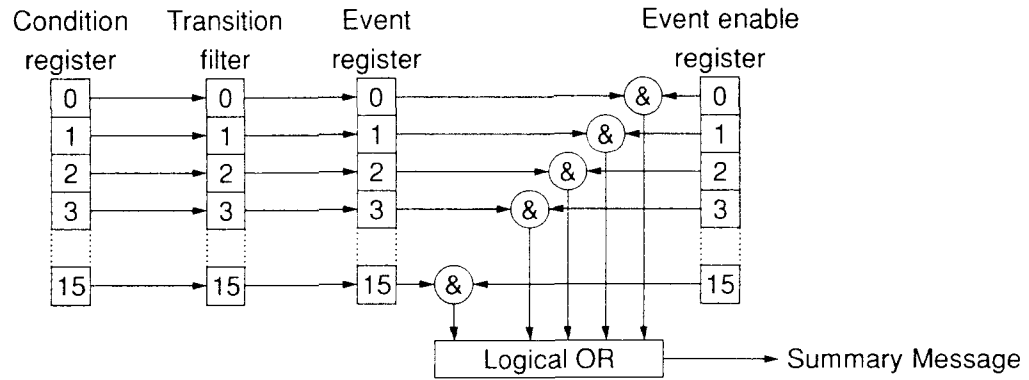 Condition Transition Event Event enable
register filter register register
0 0 0 & 0
1 1 1 & 1
2 2 2 & 2
3 3 3 & 3
15 15 15 & 15
Logical OR Summary Message